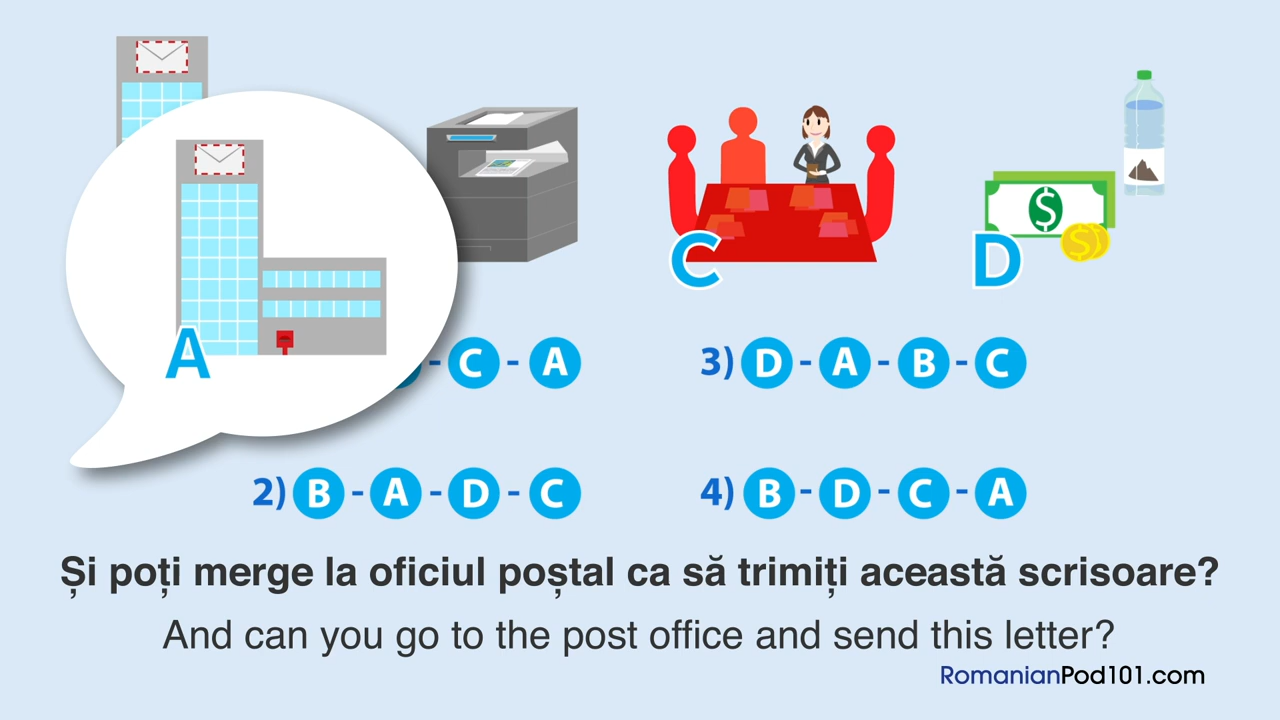 A
C
D
- C - A
3) D - A - B - C
2) B - A - D - C
4) B - D - C - A
Și poți merge la oficiul poștal ca să trimiți această scrisoare?
And can you go to the post office and send this letter?
RomanianPod101.com